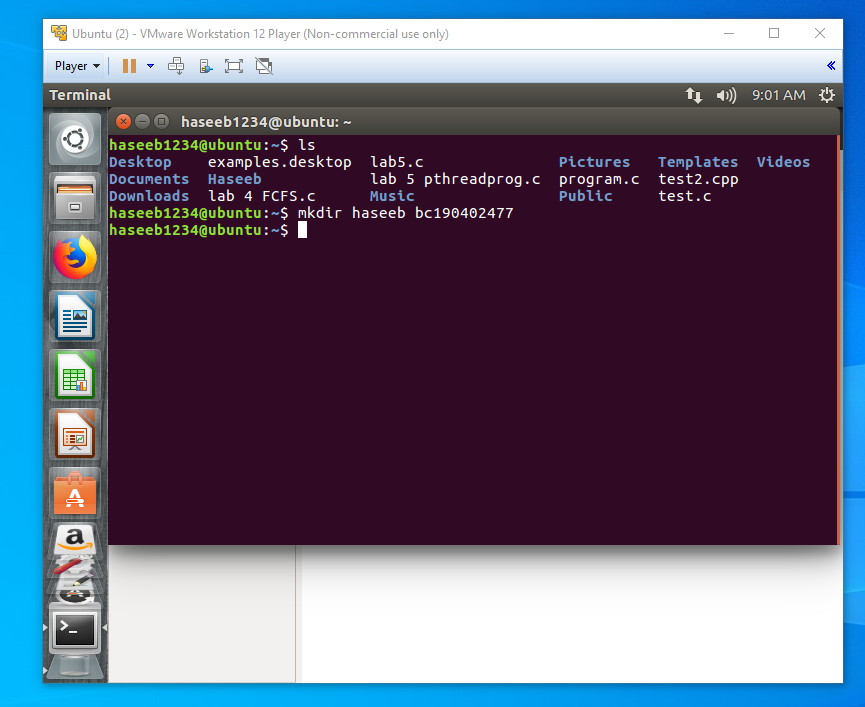 Ubuntu (2) - VMware Workstation 12 Player (Non-commercial use only)
Player
Terminal 9:01 AM
haseeb1234@ubuntu: ~
haseeb1234@ubuntu:~$ ls
Desktop examples.desktop lab5.c Pictures Templates Videos
Documents Haseeb lab 5 pthreadprog.c program.c test2.cpp
Downloads lab 4 FCFS.c Music Public test.c
haseeb1234@ubuntu:~$ mkdir haseeb bc190402477
haseeb1234@ubuntu:~$